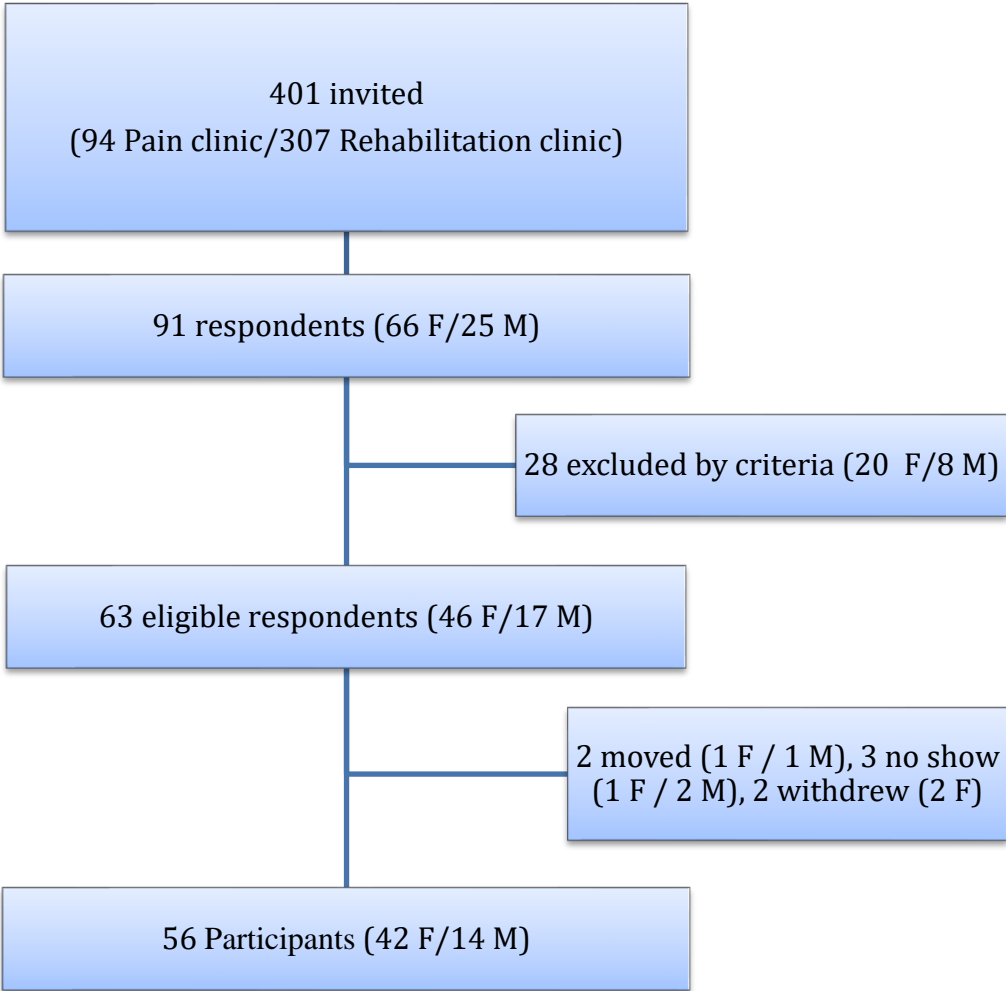 401 invited
(94 Pain clinic/307 Rehabilitation clinic)
91 respondents (66 F/25 M)
28 excluded by criteria (20  F/8 M)
63 eligible respondents (46 F/17 M)
2 moved (1 F / 1 M), 3 no show
(1 F / 2 M), 2 withdrew (2 F)
56 Participants (42 F/14 M)